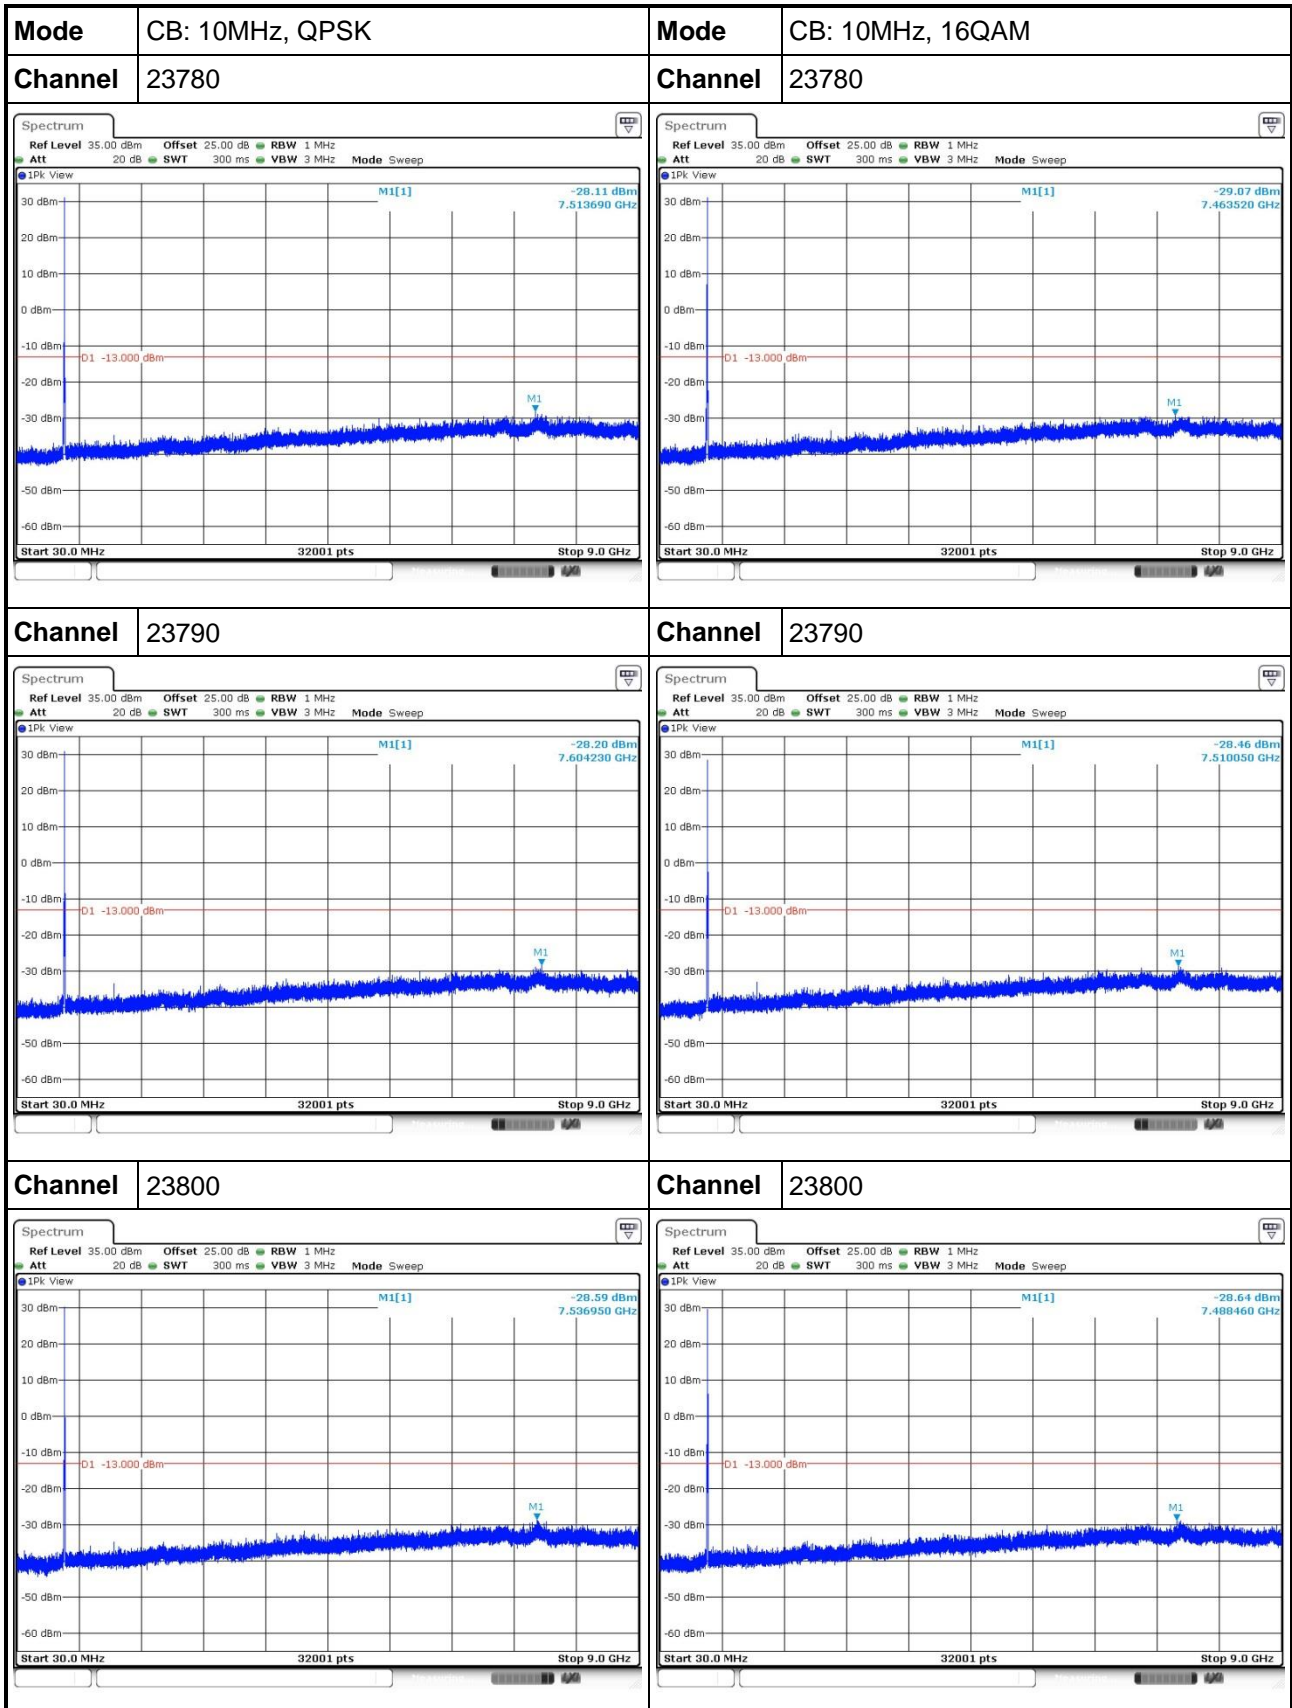 Mode CB: 10MHz, QPSK Mode CB: 10MHz, 16QAM
Channel 23780 Channel 23780
Spectrum
Ref Level 35.00 dBm Offset 25.00 dB RBW 1 MHz
Att 20 dB SWT 300 ms VBW 3 MHz Mode Sweep
1Pk View
M1[1] -28.11 dBm
7.513690 GHz
30 dBm
20 dBm
10 dBm
0 dBm
-10 dBm
D1 -13.000 dBm
-20 dBm
M1
-30 dBm
-50 dBm
-60 dBm
Start 30.0 MHz 32001 pts Stop 9.0 GHz
Spectrum
Ref Level 35.00 dBm Offset 25.00 dB RBW 1 MHz
Att 20 dB SWT 300 ms VBW 3 MHz Mode Sweep
1Pk View
M1[1] -29.07 dBm
7.463520 GHz
30 dBm
20 dBm
10 dBm
0 dBm
-10 dBm
D1 -13.000 dBm
-20 dBm
M1
-30 dBm
-50 dBm
-60 dBm
Start 30.0 MHz 32001 pts Stop 9.0 GHz
Channel 23790 Channel 23790
Spectrum
Ref Level 35.00 dBm Offset 25.00 dB RBW 1 MHz
Att 20 dB SWT 300 ms VBW 3 MHz Mode Sweep
1Pk View
M1[1] -28.20 dBm
7.604230 GHz
30 dBm
20 dBm
10 dBm
0 dBm
-10 dBm
D1 -13.000 dBm
-20 dBm
M1
-30 dBm
-50 dBm
-60 dBm
Start 30.0 MHz 32001 pts Stop 9.0 GHz
Spectrum
Ref Level 35.00 dBm Offset 25.00 dB RBW 1 MHz
Att 20 dB SWT 300 ms VBW 3 MHz Mode Sweep
1Pk View
M1[1] -28.46 dBm
7.510050 GHz
30 dBm
20 dBm
10 dBm
0 dBm
-10 dBm
D1 -13.000 dBm
-20 dBm
M1
-30 dBm
-50 dBm
-60 dBm
Start 30.0 MHz 32001 pts Stop 9.0 GHz
Channel 23800 Channel 23800
Spectrum
Ref Level 35.00 dBm Offset 25.00 dB RBW 1 MHz
Att 20 dB SWT 300 ms VBW 3 MHz Mode Sweep
1Pk View
M1[1] -28.59 dBm
7.536950 GHz
30 dBm
20 dBm
10 dBm
0 dBm
-10 dBm
D1 -13.000 dBm
-20 dBm
M1
-30 dBm
-50 dBm
-60 dBm
Start 30.0 MHz 32001 pts Stop 9.0 GHz
Spectrum
Ref Level 35.00 dBm Offset 25.00 dB RBW 1 MHz
Att 20 dB SWT 300 ms VBW 3 MHz Mode Sweep
1Pk View
M1[1] -28.64 dBm
7.488460 GHz
30 dBm
20 dBm
10 dBm
0 dBm
-10 dBm
D1 -13.000 dBm
-20 dBm
M1
-30 dBm
-50 dBm
-60 dBm
Start 30.0 MHz 32001 pts Stop 9.0 GHz